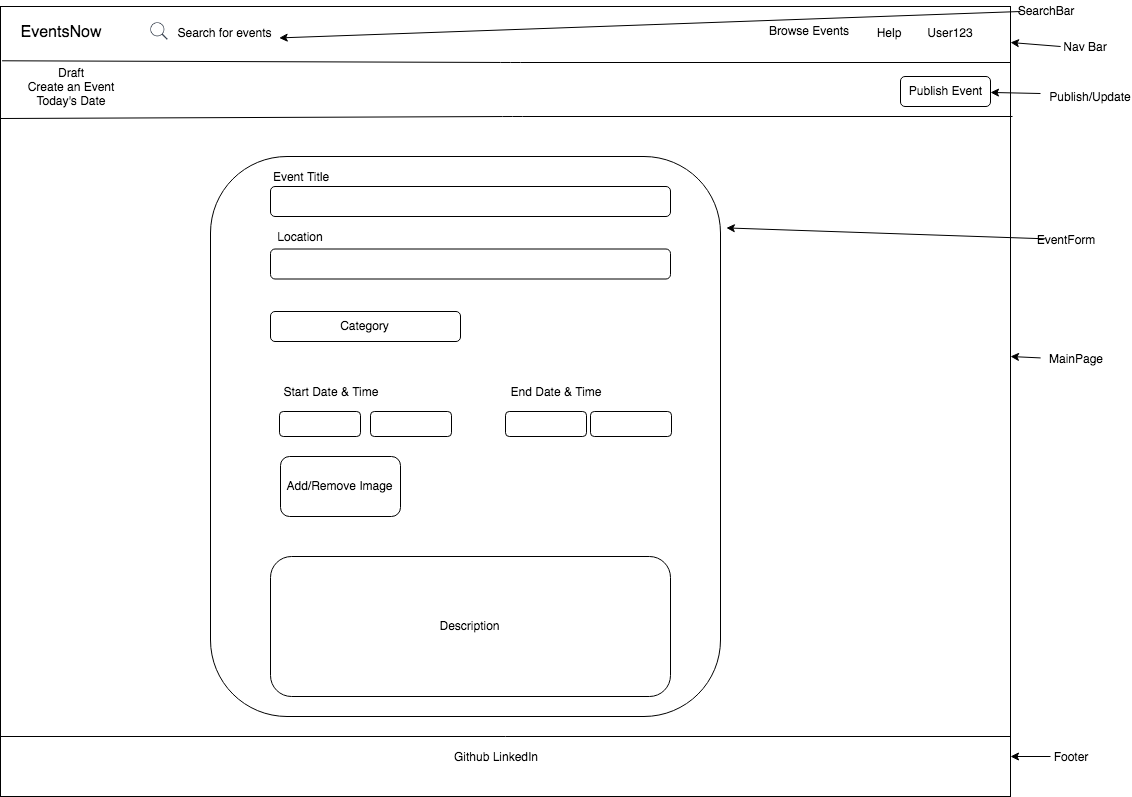 SearchBar
EventsNow
Search for events
Browse Events
Help
User123
Nav Bar
Draft
Create an Event
Today's Date
Publish Event
Publish/Update
Event Title
Location
EventForm
Category
MainPage
Start Date & Time
End Date & Time
Add/Remove Image
Description
Github LinkedIn
Footer